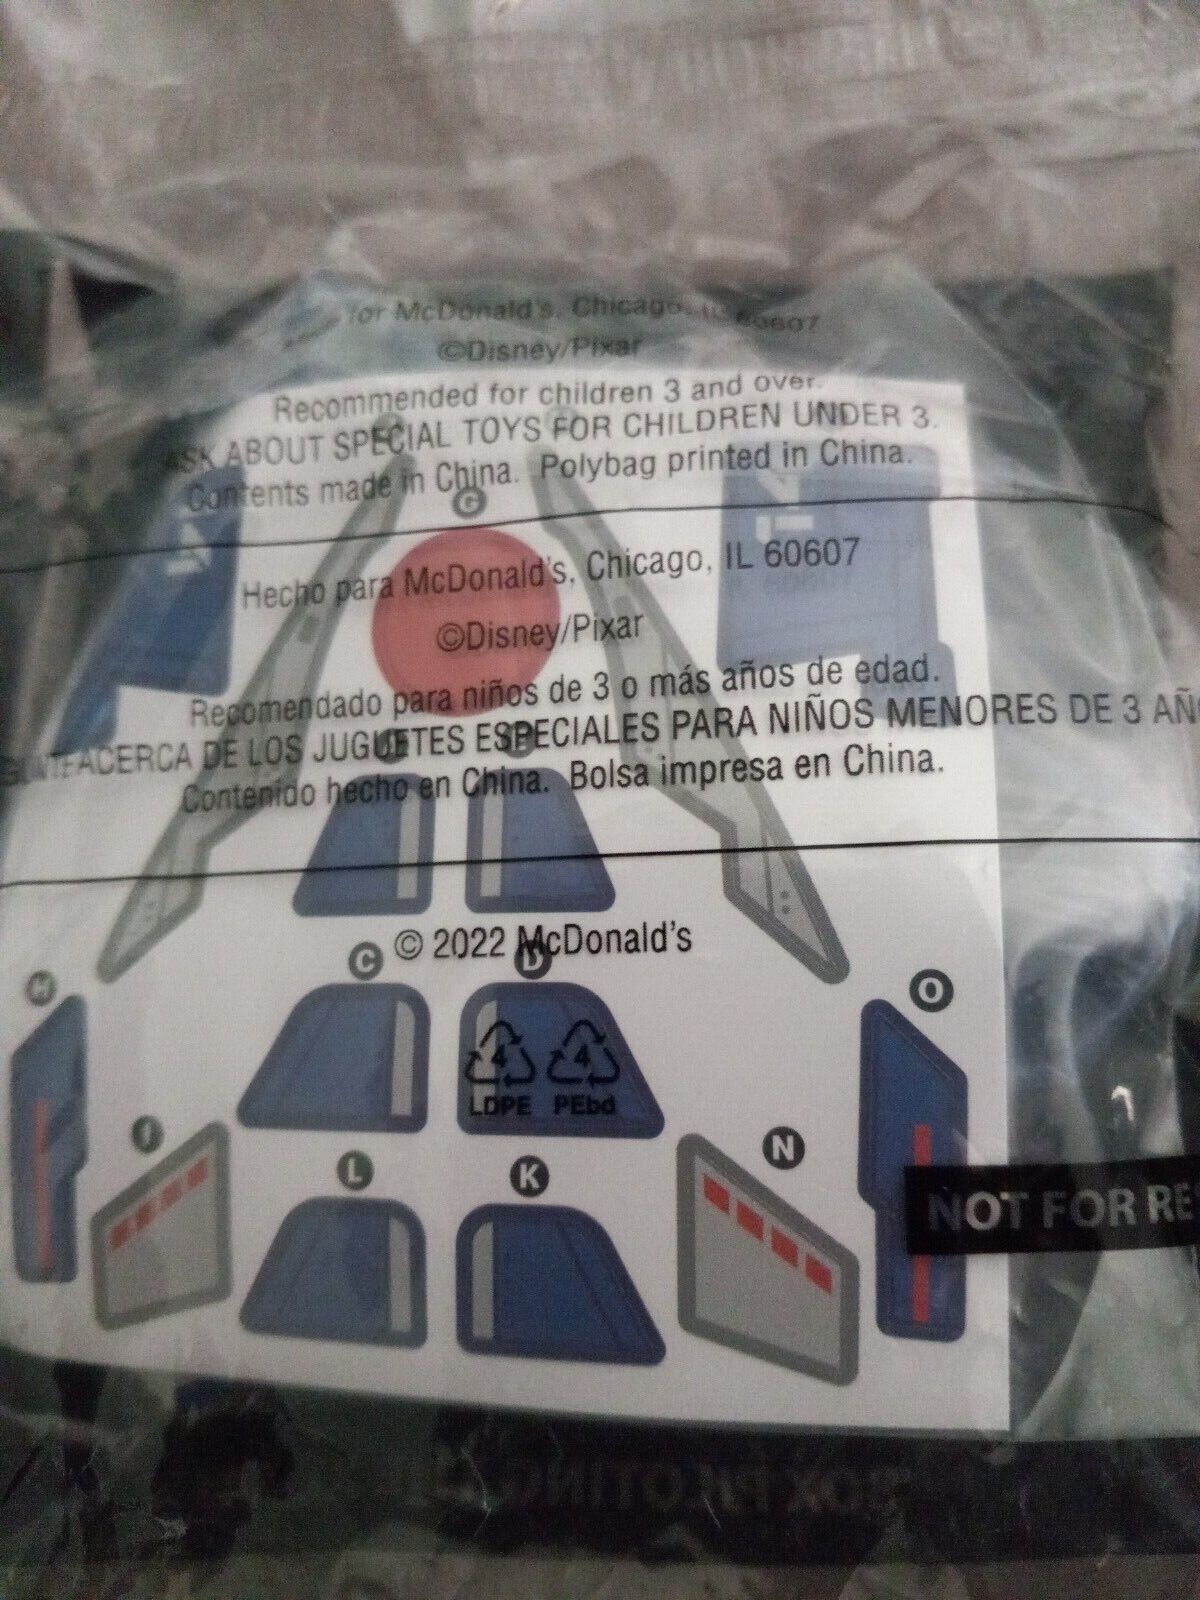 for McDonald's, Chicago, IL 60607
©Disney/Pixar
Recommended for children 3 and over.
ASK ABOUT SPECIAL TOYS FOR CHILDREN UNDER 3.
Contents made in China. Polybag printed in China.
G
Hecho para McDonald's, Chicago, IL 60607
©Disney/Pixar
Recomendado para niños de 3 o más años de edad.
ACERCA DE LOS JUGUETES ESPECIALES PARA NIÑOS MENORES DE 3 AÑ
Contenido hecho en China. Bolsa impresa en China.
© 2022 McDonald's
C D
H O
4 4
LDPE PEbd
J N
L K
NOT FOR RE